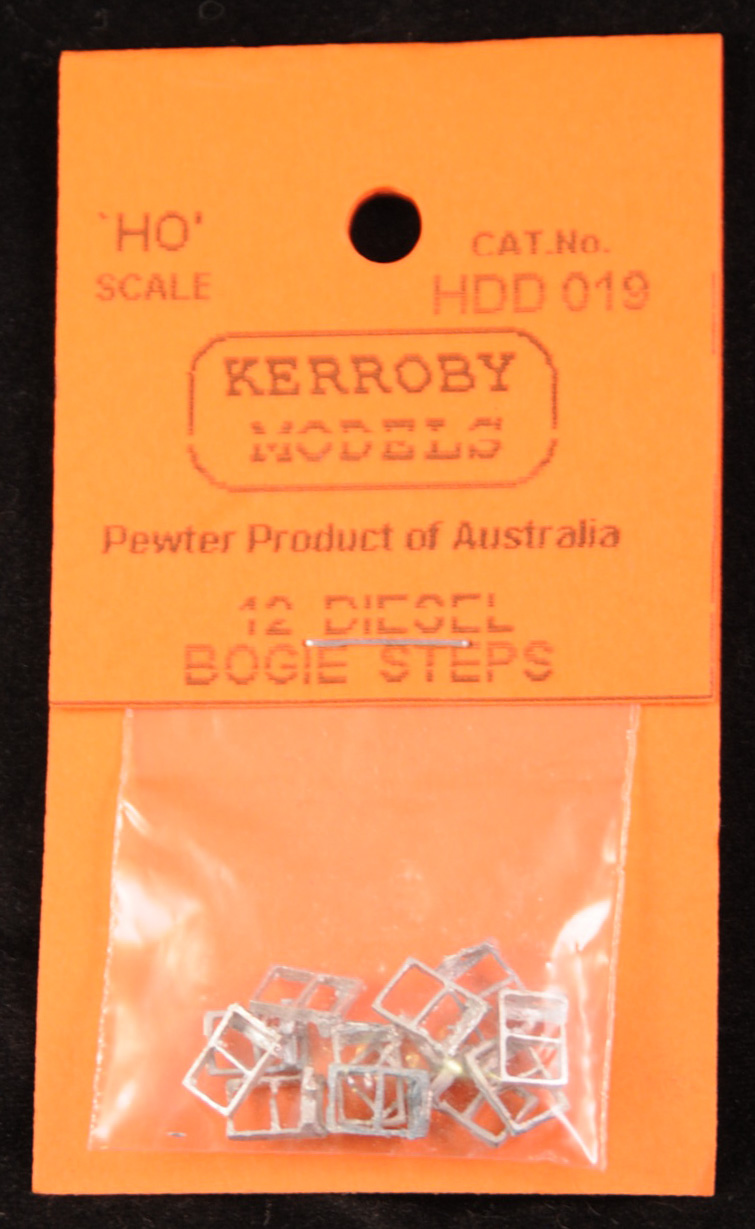 `HO'
SCALE
CAT.No.
HDD 019
KERROBY
MODELS
Pewter Product of Australia
12 DIESEL
BOGIE STEPS